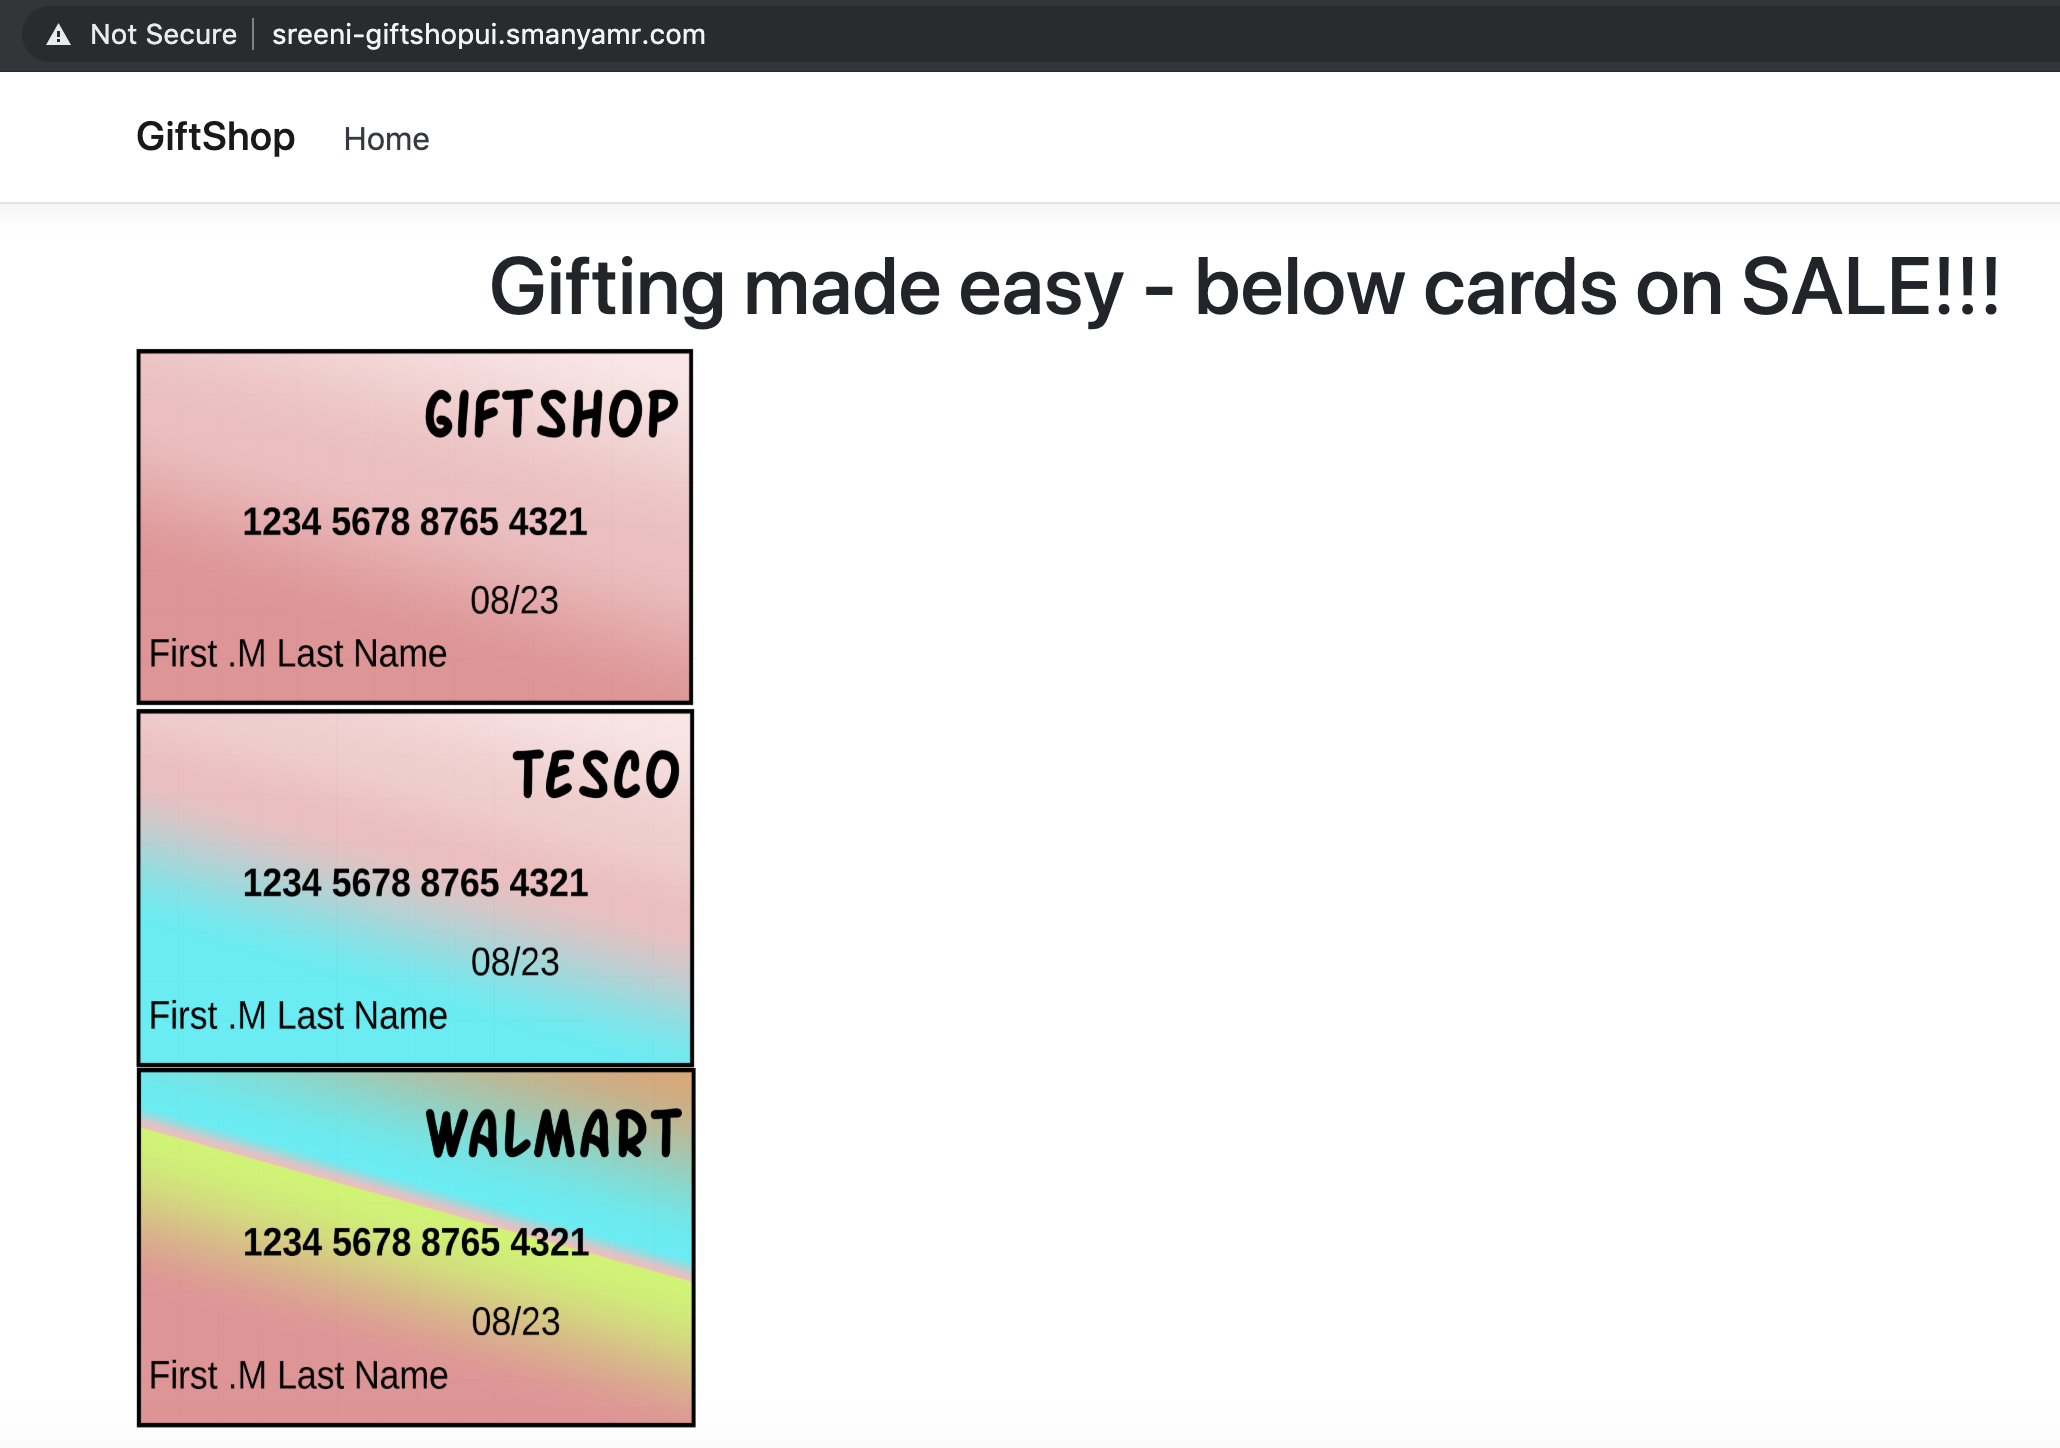 Not Secure sreeni-giftshopui.smanyamr.com
GiftShop Home
Gifting made easy - below cards on SALE!!!
GIFTSHOP
1234 5678 8765 4321
08/23
First .M Last Name
TESCO
1234 5678 8765 4321
08/23
First .M Last Name
WALMART
1234 5678 8765 4321
08/23
First .M Last Name